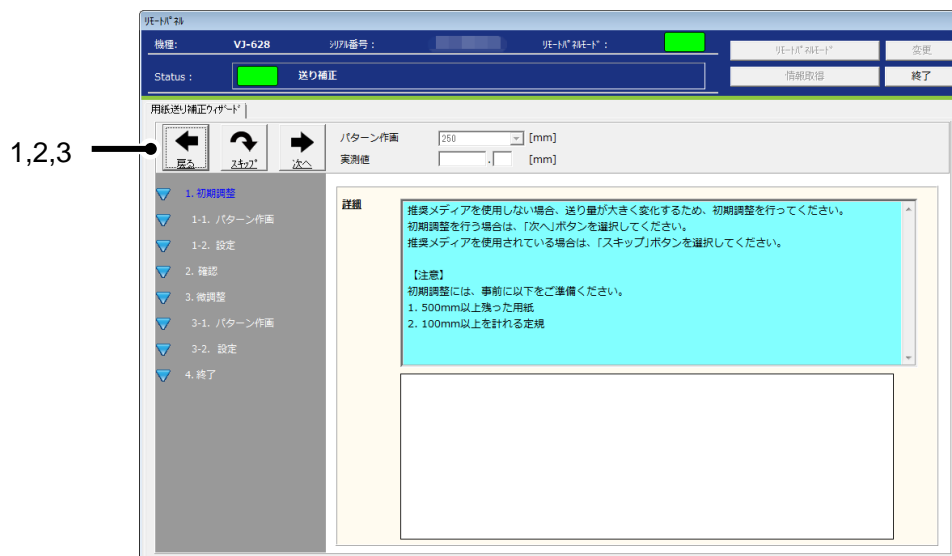 ﾘﾓｰﾄﾊﾟﾈﾙ
機種: VJ-628 ｼﾘｱﾙ番号: ﾘﾓｰﾄﾊﾟﾈﾙﾓｰﾄﾞ:
ﾘﾓｰﾄﾊﾟﾈﾙﾓｰﾄﾞ 変更
Status : 送り補正
情報取得 終了
用紙送り補正ｳｨｻﾞｰﾄﾞ
1,2,3
戻る ｽｷｯﾌﾟ 次へ
パターン作画 250 [mm]
実測値 . [mm]
1. 初期調整
1-1. パターン作画
1-2. 設定
2. 確認
3. 微調整
3-1. パターン作画
3-2. 設定
4. 終了
詳細
推奨メディアを使用しない場合、送り量が大きく変化するため、初期調整を行ってください。
初期調整を行う場合は、「次へ」ボタンを選択してください。
推奨メディアを使用されている場合は、「スキップ」ボタンを選択してください。
【注意】
初期調整には、事前に以下をご準備ください。
1. 500mm以上残った用紙
2. 100mm以上を計れる定規